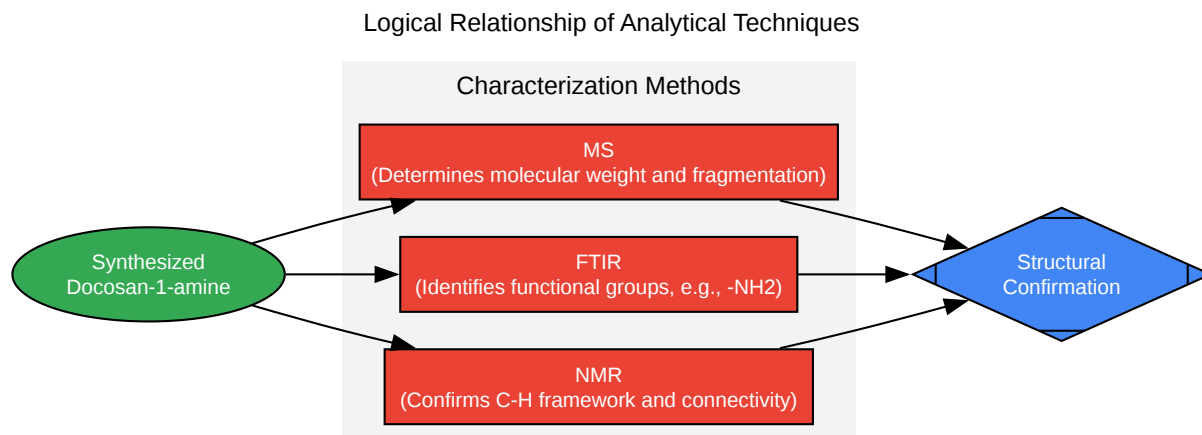 Logical Relationship of Analytical Techniques
Characterization Methods
MS
(Determines molecular weight and fragmentation)
Synthesized
Docosan-1-amine
FTIR
(Identifies functional groups, e.g., -NH2)
Structural
Confirmation
NMR
(Confirms C-H framework and connectivity)